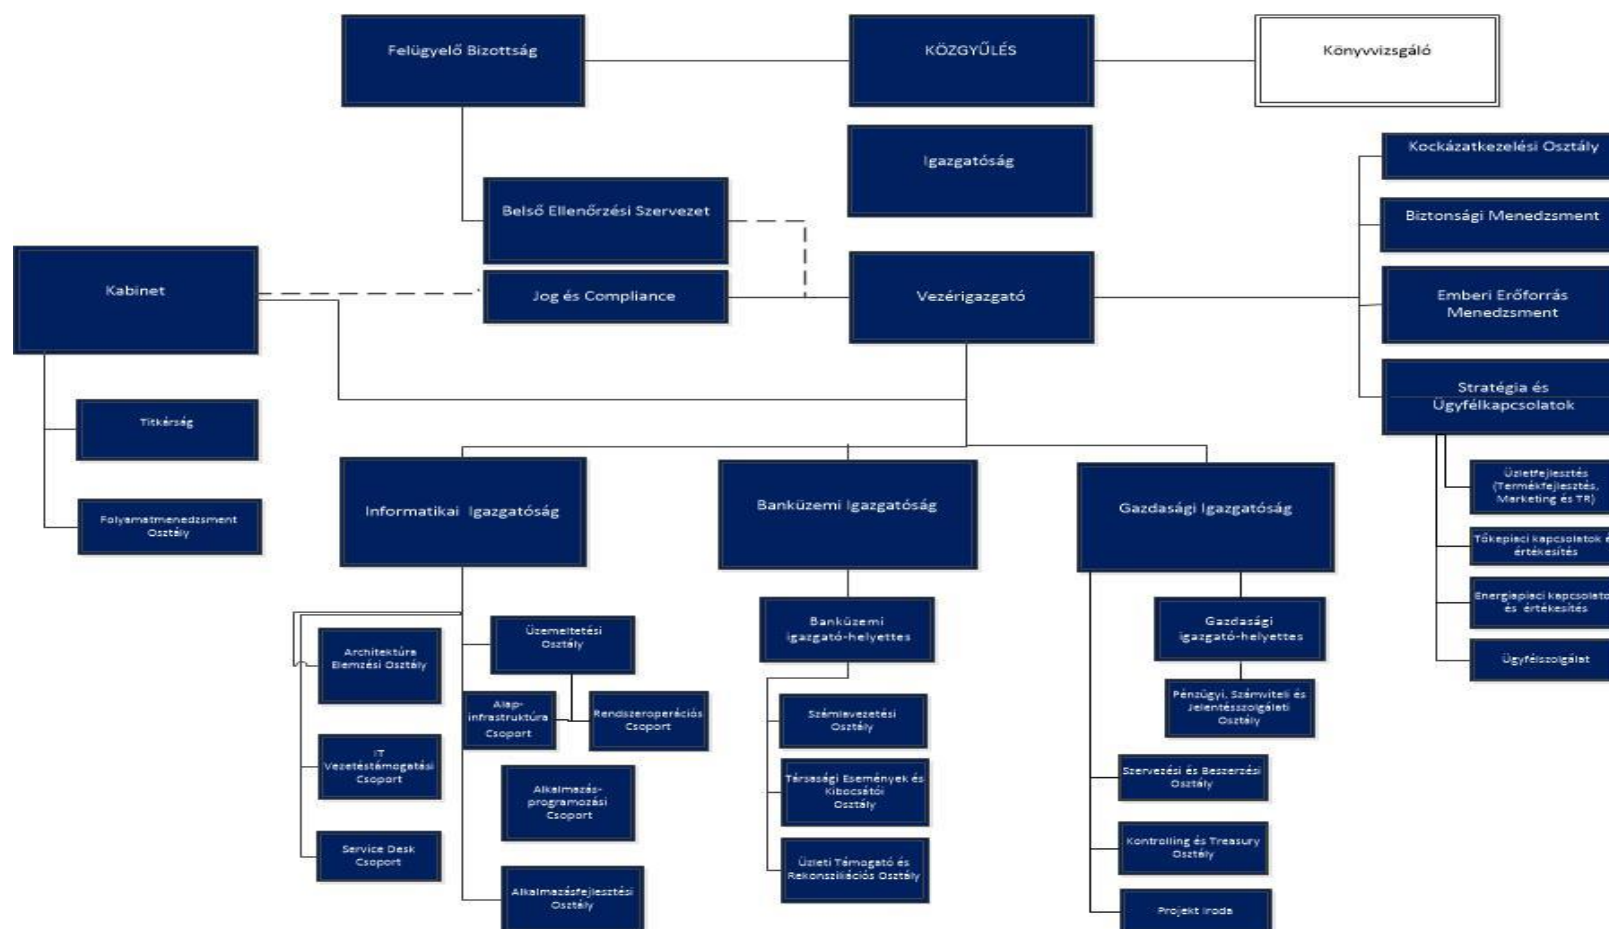 Felügyelő Bizottság
KÖZGYŰLÉS
Könyvvizsgáló
Igazgatóság
Kockázatkezelési Osztály
Belső Ellenőrzési Szervezet
Biztonsági Menedzsment
Kabinet
Jog és Compliance
Vezérigazgató
Emberi Erőforrás
Menedzsment
Stratégia és
Ügyfélkapcsolatok
Titkárság
Folyamatmenedzsment
Osztály
Informatikai Igazgatóság
Banküzemi Igazgatóság
Gazdasági Igazgatóság
Üzletfejlesztés
(Termékfejlesztés,
Marketing és TR)
Tőkepiaci kapcsolatok é
értékesítés
Energiapiaci kapcsolato
és értékesítés
Ügyfélszolgálat
Architektúra
Elemzési Osztály
Üzemeltetési
Osztály
Alap-
infrastruktúra
Csoport
Rendszeroperációs
Csoport
IT
Vezetéstámogatási
Csoport
Alkalmazás-
programozási
Csoport
Service Desk
Csoport
Alkalmazásfejlesztési
Osztály
Banküzemi
igazgató-helyettes
Számlavezetési
Osztály
Társasági Események és
Kibocsátói
Osztály
Üzleti Támogató és
Rekonsziliációs Osztály
Gazdasági
igazgató-helyettes
Pénzügyi, Számviteli és
Jelentésszolgálati
Osztály
Szervezési és Beszerzési
Osztály
Kontrolling és Treasury
Osztály
Projekt Iroda